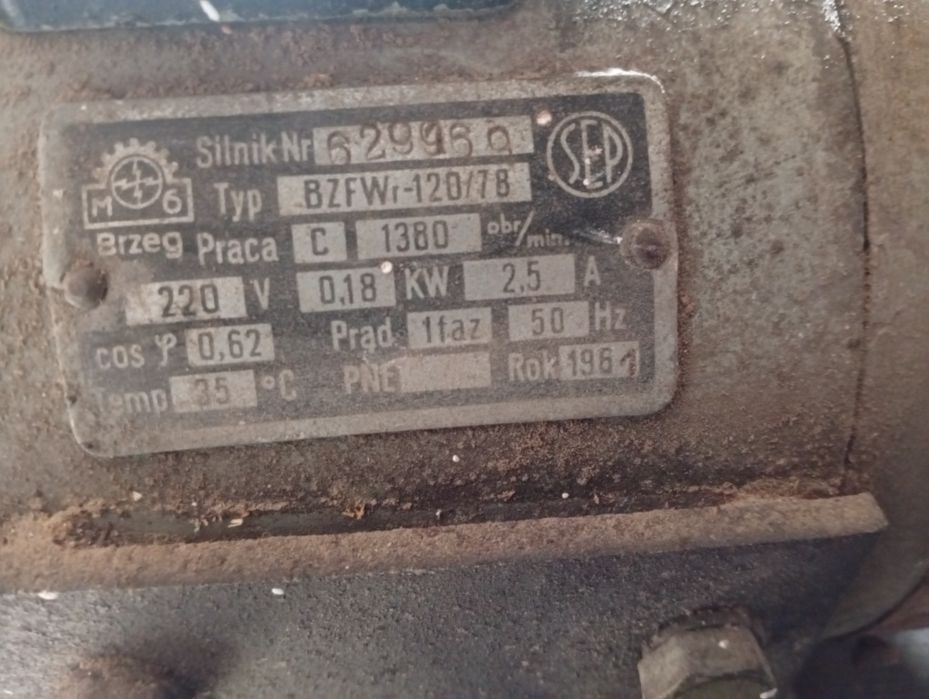 Silnik Nr 629969 SEP
M 6 Typ BZFWr-120/78
Brzeg Praca C 1380 obr/min.
220 V 0,18 KW 2,5 A
cos φ 0,62 Prąd 1faz 50 Hz
Temp 35 °C PNE Rok 1961